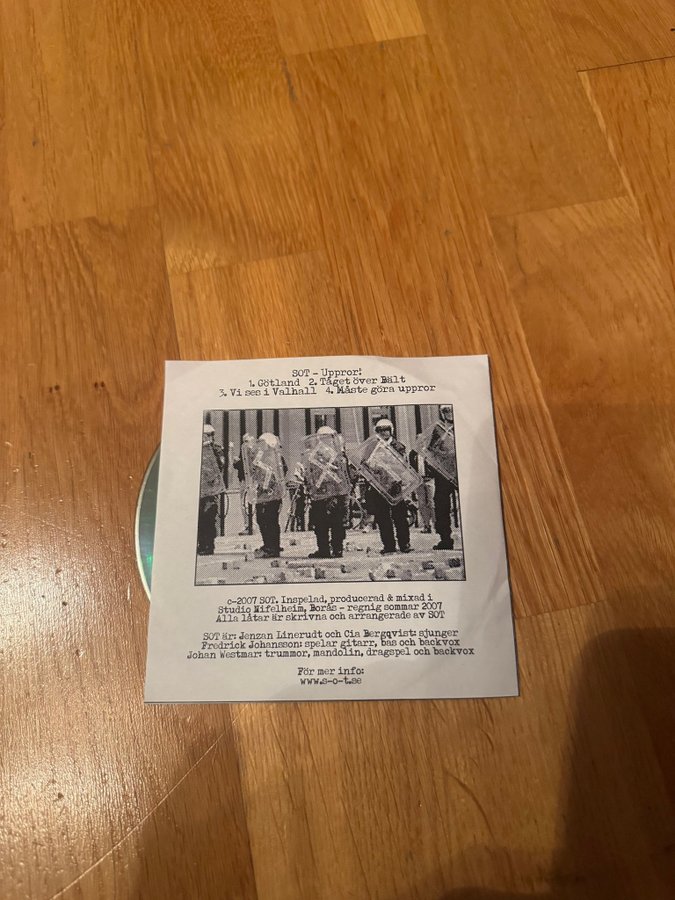 SOT - Uppror!
1. Götland 2. Tåget över Bält
3. Vi ses i Valhall 4. Måste göra uppror
c-2007 SOT. Inspelad, producerad & mixad i
Studio Nifelheim, Borås - regnig sommar 2007
Alla låtar är skrivna och arrangerade av SOT
SOT är: Jenzan Linerudt och Cia Bergqvist: sjunger
Fredrick Johansson: spelar gitarr, bas och backvox
Johan Westmar: trummor, mandolin, dragspel och backvox
För mer info:
www.s-o-t.se